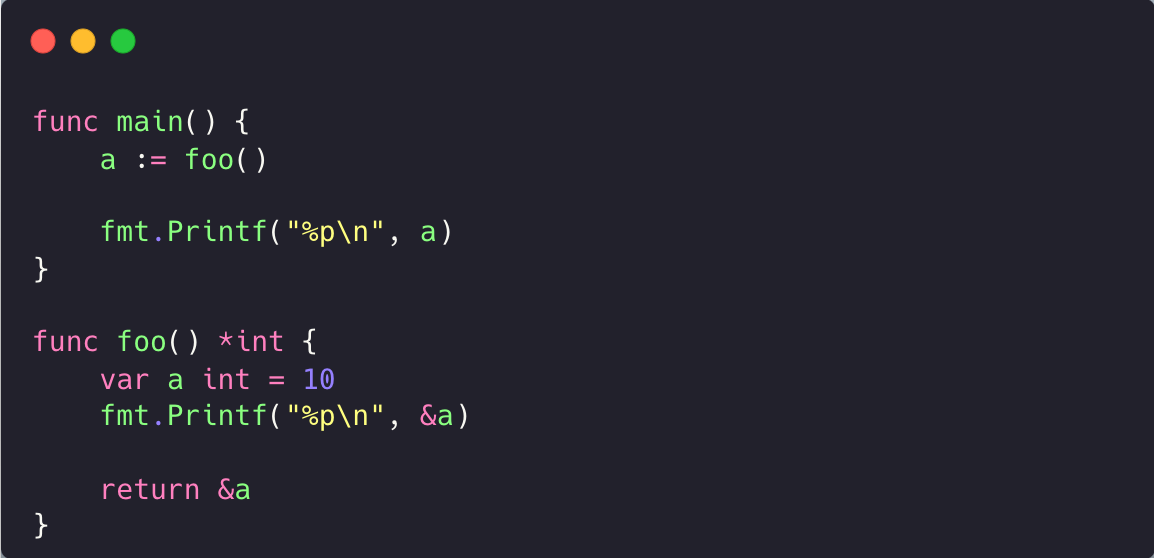 func main() {
    a := foo()
    fmt.Printf("%p\n", a)
}
func foo() *int {
    var a int = 10
    fmt.Printf("%p\n", &a)
    return &a
}